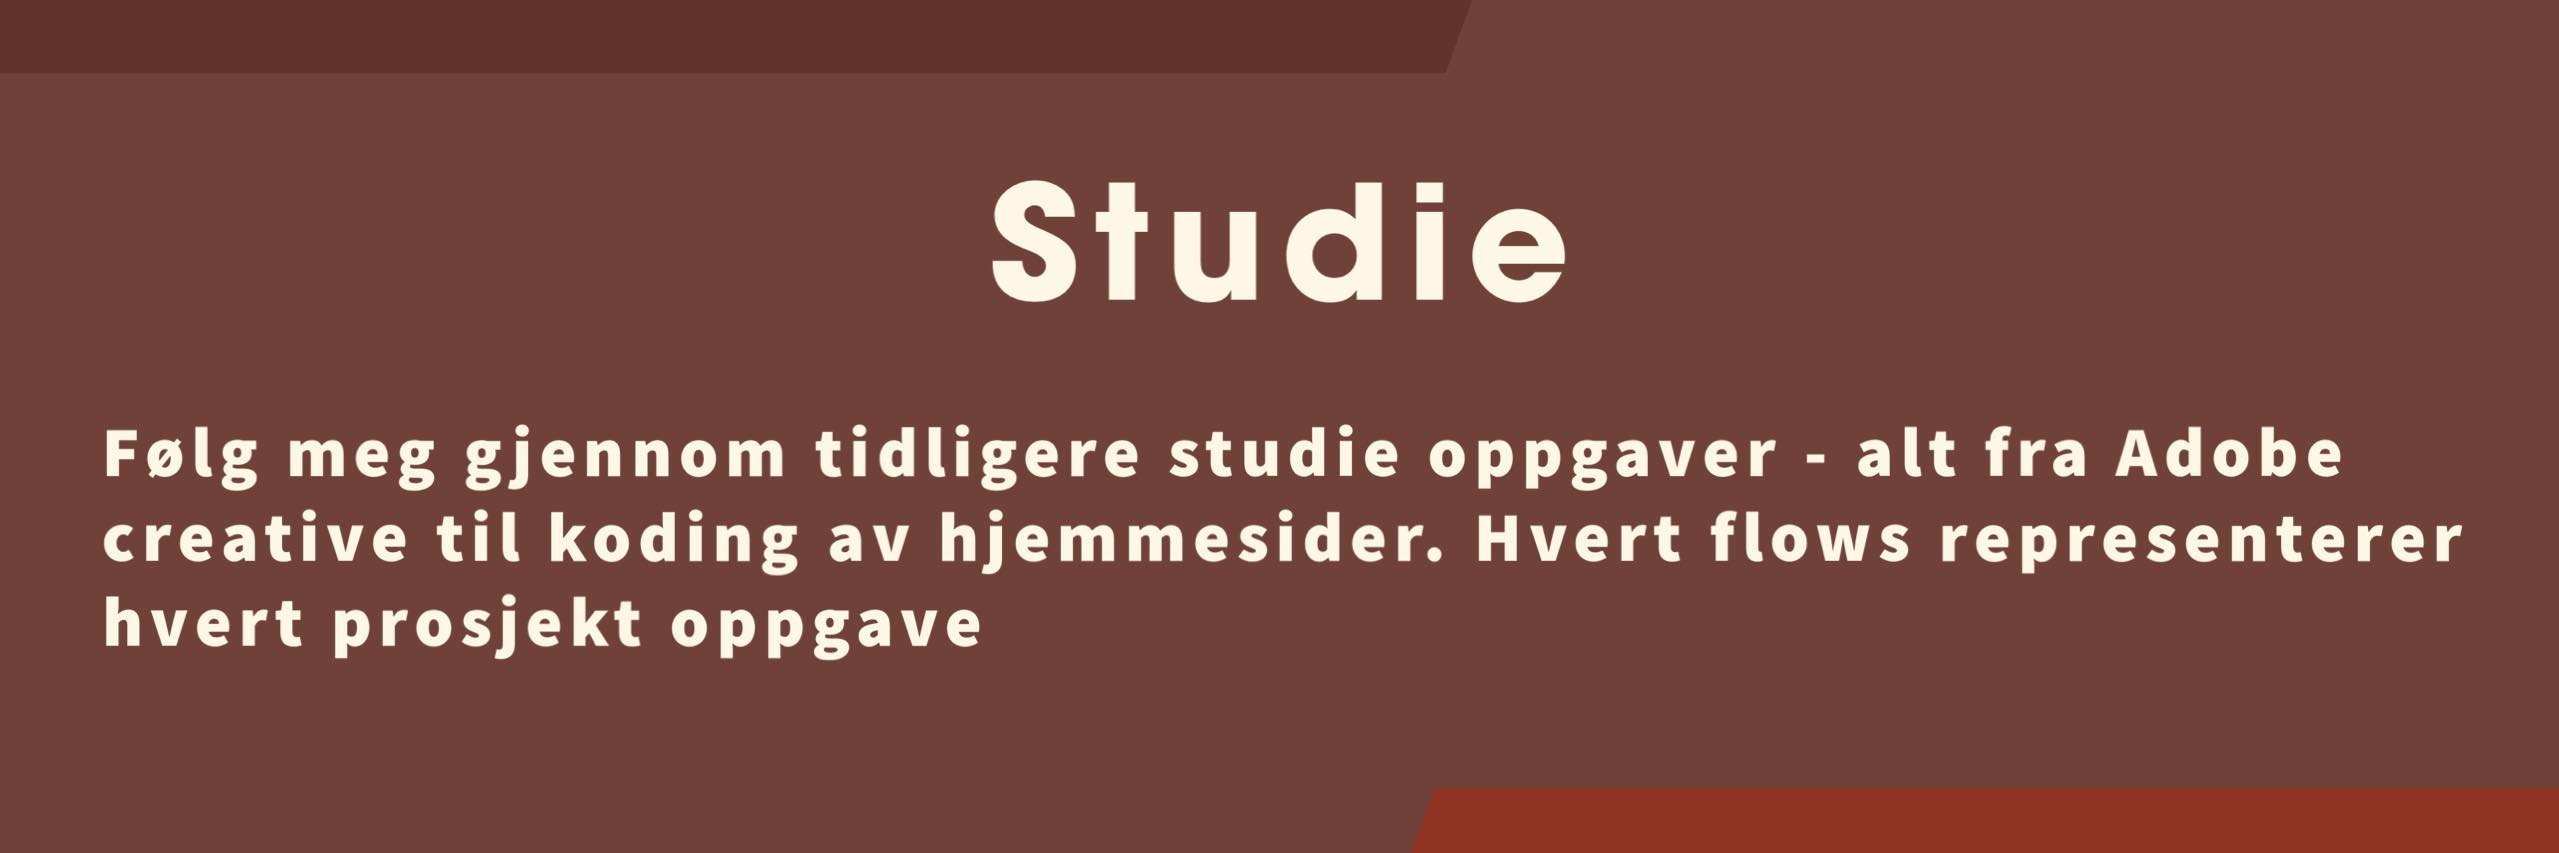 Studie
Følg meg gjennom tidligere studie oppgaver - alt fra Adobe
creative til koding av hjemmesider. Hvert flows representerer
hvert prosjekt oppgave